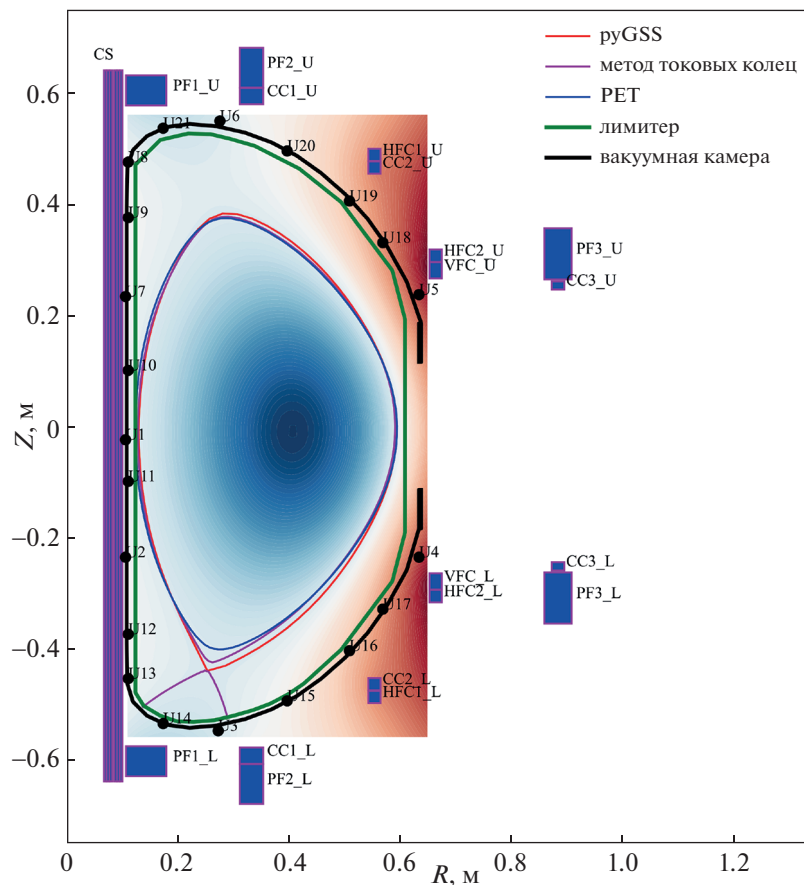 pyGSS
метод токовых колец
PET
лимитер
вакуумная камера
CS
PF1_U
PF2_U
CC1_U
U6
U21
U20
U8
HFC1_U
CC2_U
U9
U19
U18
HFC2_U
VFC_U
PF3_U
CC3_U
U7
U5
U10
U1
U11
U2
U4
VFC_L
HFC2_L
CC3_L
PF3_L
U17
U12
U16
U13
CC2_L
HFC1_L
U15
U14
U3
PF1_L
CC1_L
PF2_L
Z, м
0.6
0.4
0.2
0
−0.2
−0.4
−0.6
0
0.2
0.4
0.6
0.8
1.0
1.2
R, м